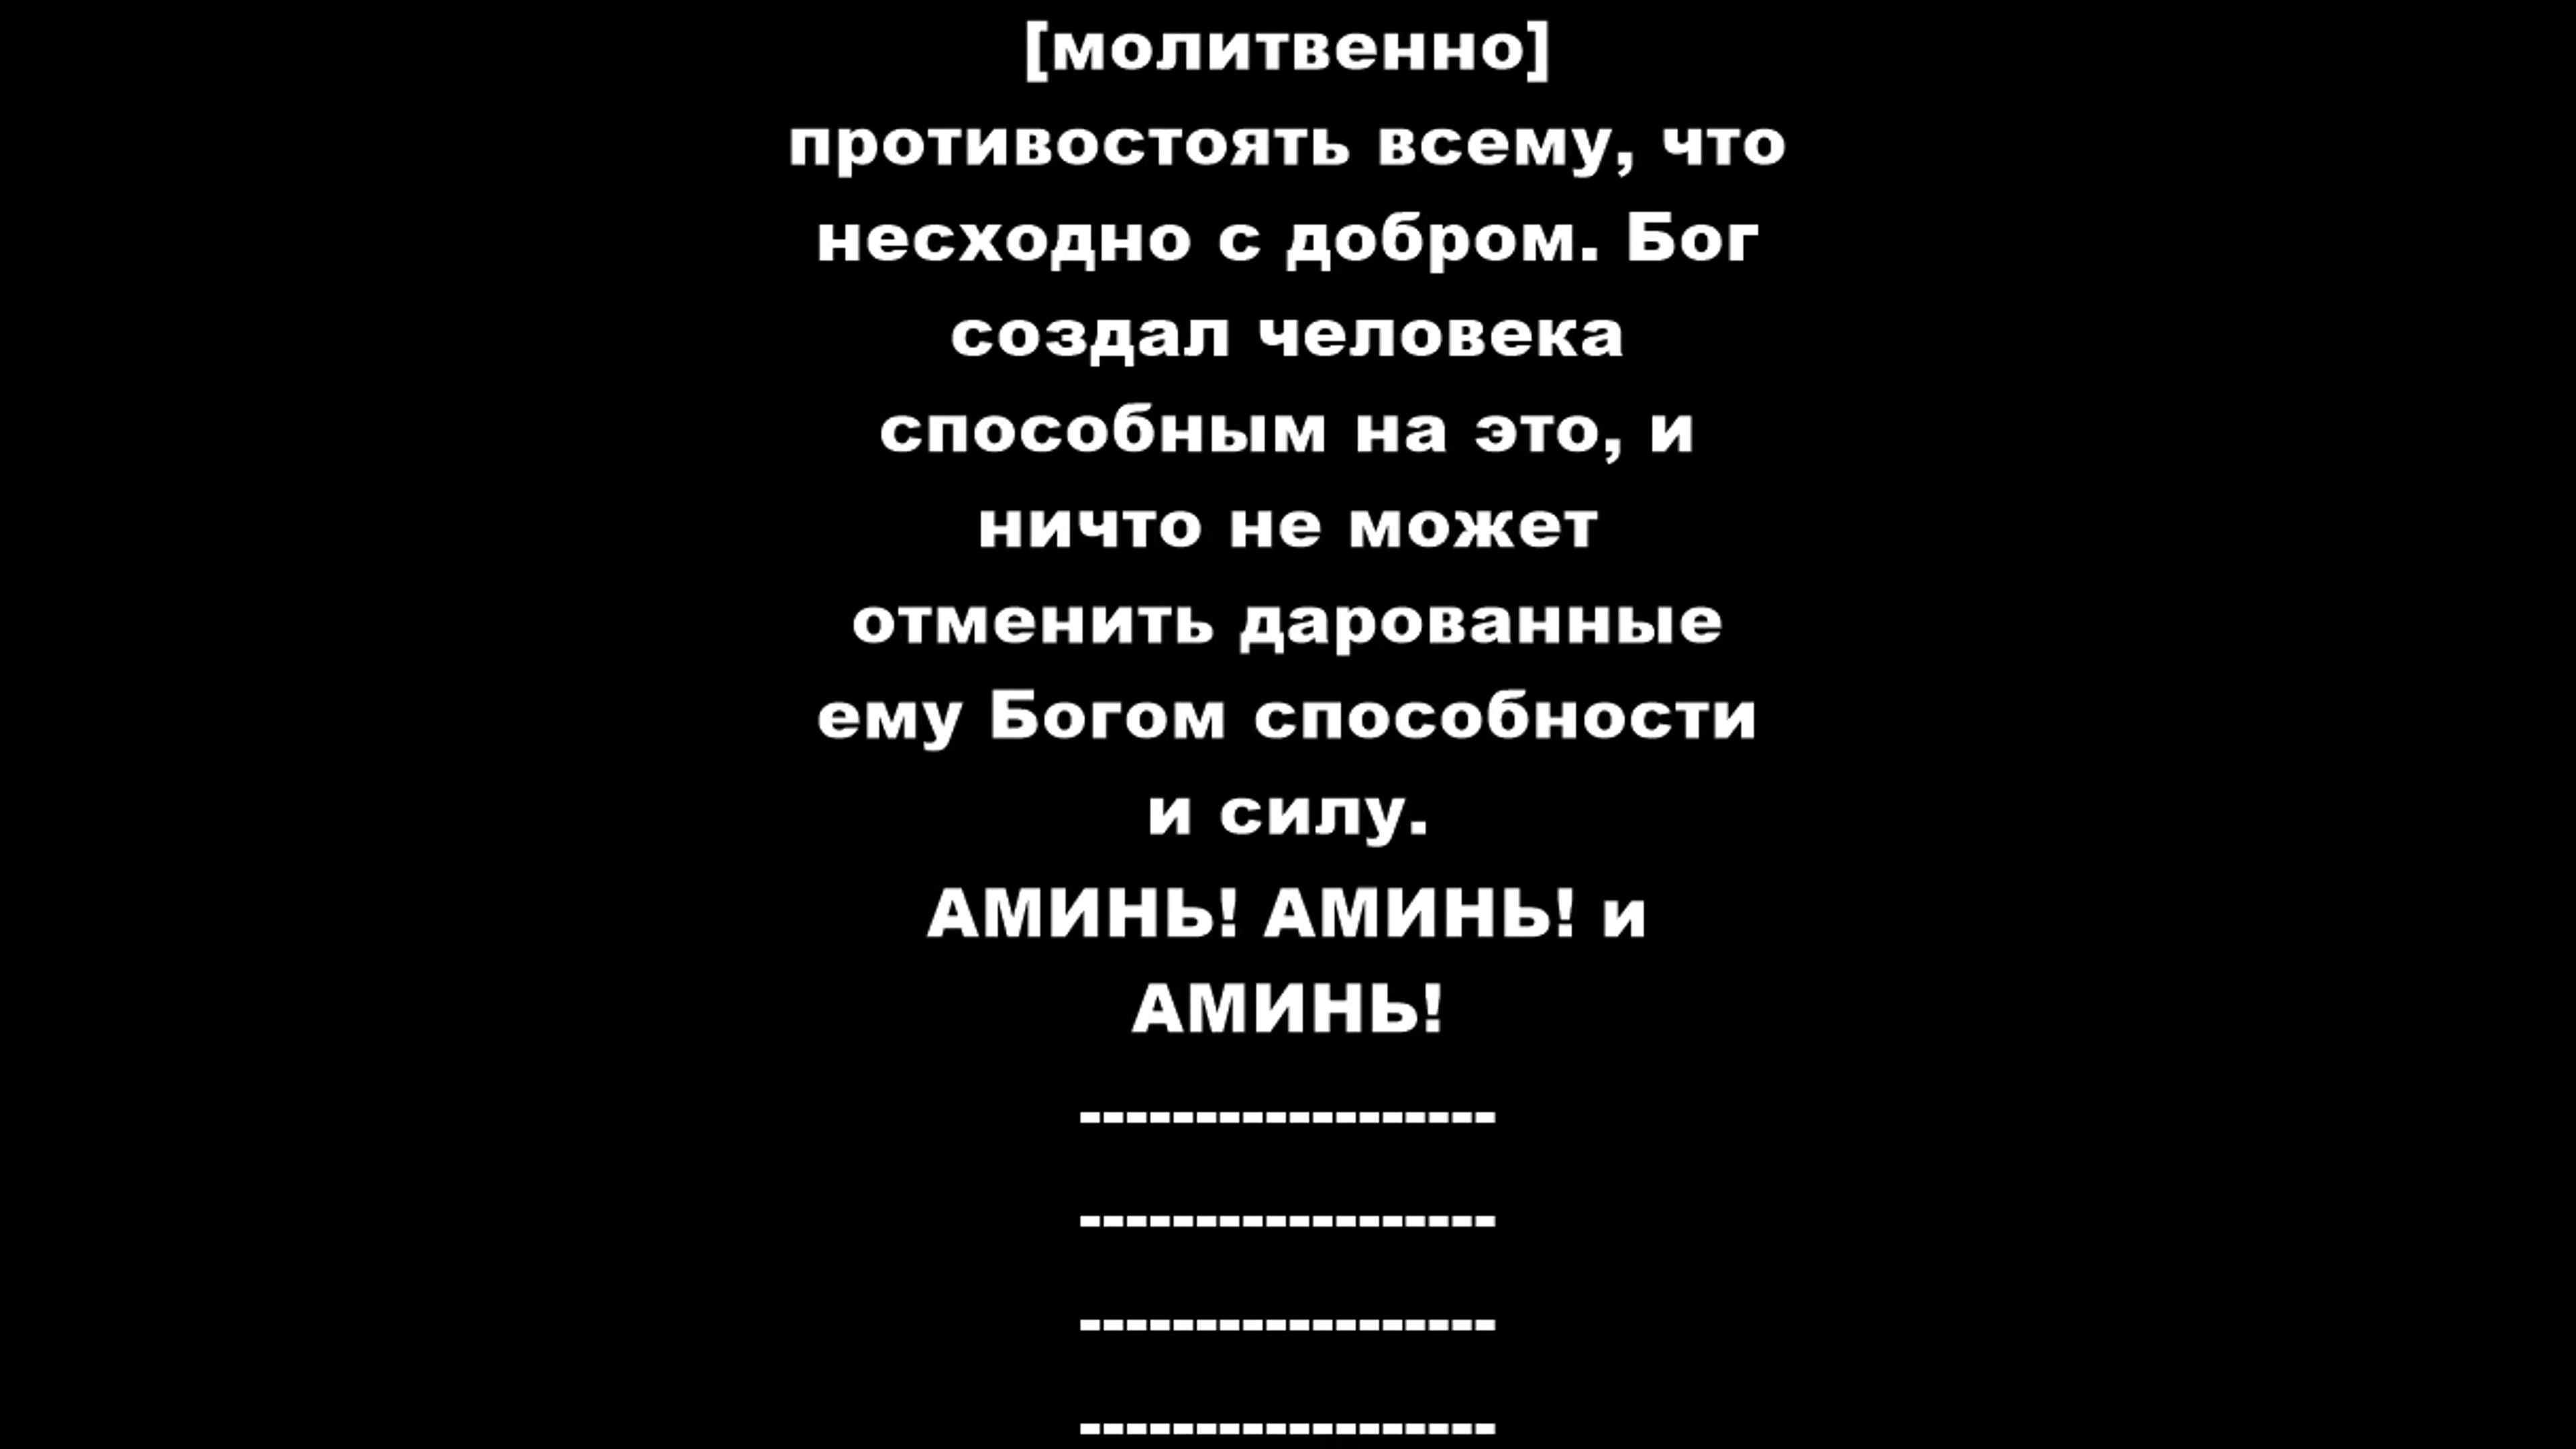 [молитвенно]
противостоять всему, что
несходно с добром. Бог
создал человека
способным на это, и
ничто не может
отменить дарованные
ему Богом способности
и силу.
АМИНЬ! АМИНЬ! и
АМИНЬ!
------------------
------------------
------------------
------------------